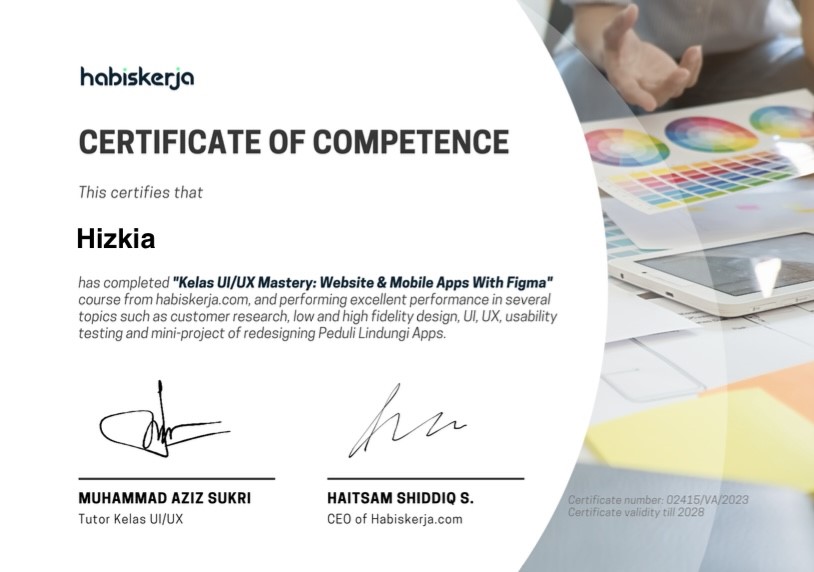 habiskerja
CERTIFICATE OF COMPETENCE
This certifies that
Hizkia
has completed "Kelas UI/UX Mastery: Website & Mobile Apps With Figma"
course from habiskerja.com, and performing excellent performance in several
topics such as customer research, low and high fidelity design, UI, UX, usability
testing and mini-project of redesigning Peduli Lindungi Apps.
MUHAMMAD AZIZ SUKRI
Tutor Kelas UI/UX
HAITSAM SHIDDIQ S.
CEO of Habiskerja.com
Certificate number: 02415/VA/2023
Certificate validity till 2028